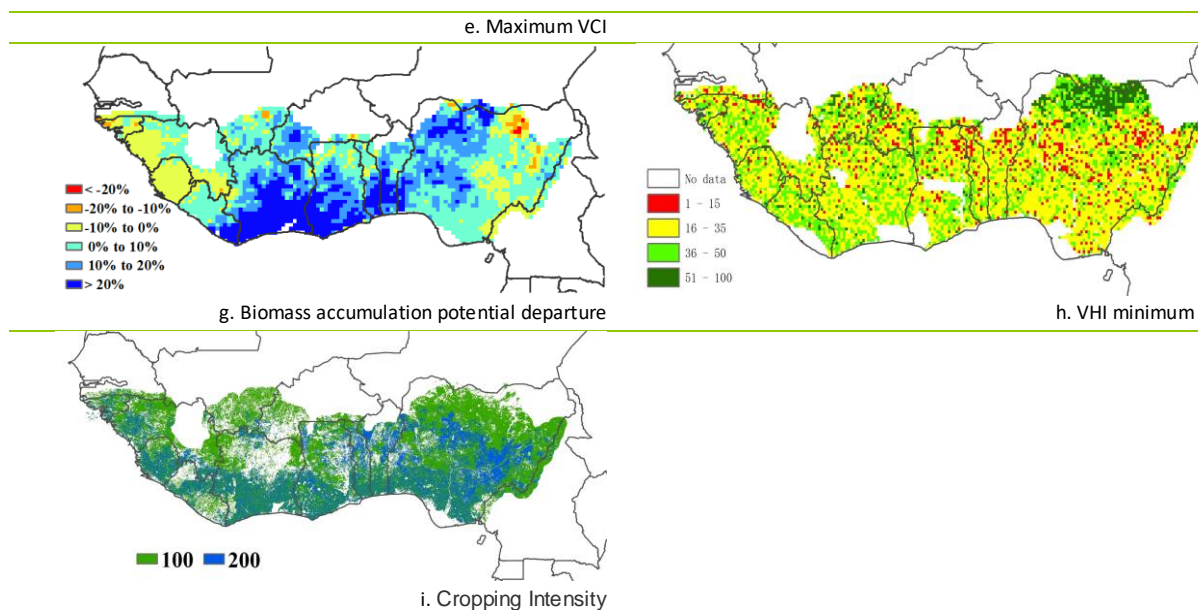 e. Maximum VCI
< -20%
-20% to -10%
-10% to 0%
0% to 10%
10% to 20%
> 20%
g. Biomass accumulation potential departure
No data
1 - 15
16 - 35
36 - 50
51 - 100
h. VHI minimum
100 200
i. Cropping Intensity